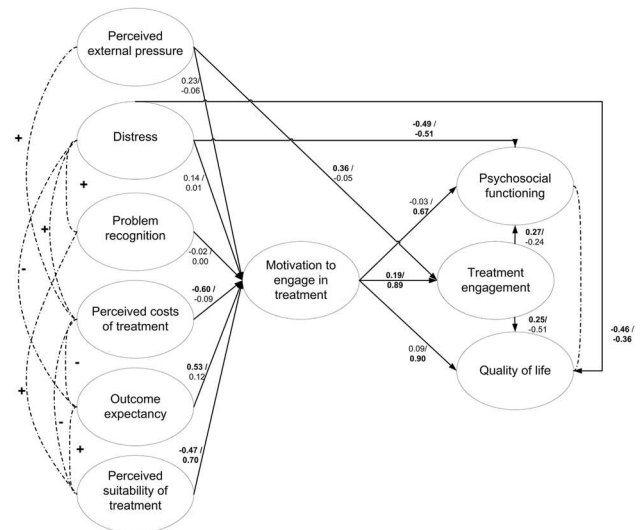 Perceived
external pressure
0.23/
-0.06
+
Distress
-0.49 /
-0.51
0.36 /
-0.05
Psychosocial
functioning
+
0.14 /
0.01
+
Problem
recognition
-0.03 /
0.67
-0.02 /
0.00
0.27/
-0.24
-
Motivation to
engage in
treatment
0.19/
0.89
Treatment
engagement
Perceived costs
of treatment
-0.60 /
-0.09
0.25/
-0.51
-0.46 /
-0.36
-
0.09/
0.90
Quality of life
0.53 /
0.12
+
Outcome
expectancy
-
+
-0.47 /
0.70
Perceived
suitability of
treatment